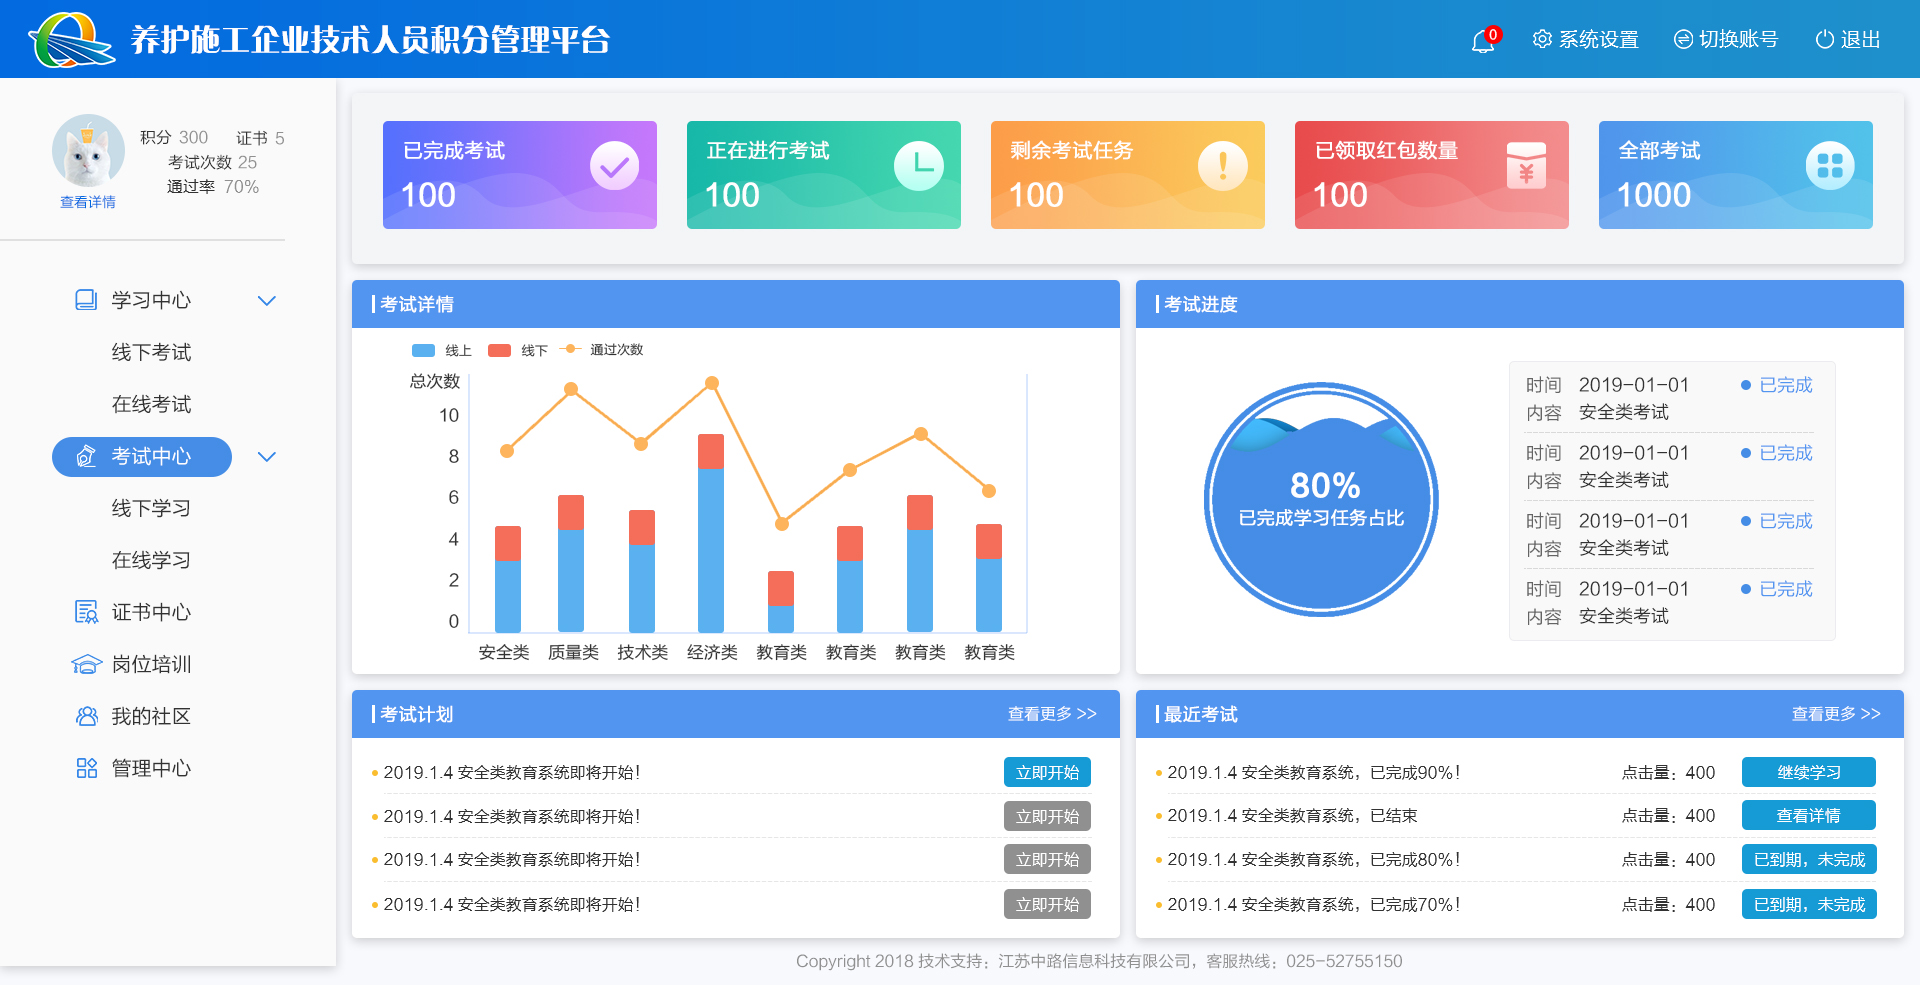 养护施工企业技术人员积分管理平台
0
系统设置
切换账号
退出
积分 300 证书 5
考试次数 25
通过率 70%
查看详情
学习中心
线下考试
在线考试
考试中心
线下学习
在线学习
证书中心
岗位培训
我的社区
管理中心
已完成考试
100
正在进行考试
100
剩余考试任务
100
已领取红包数量
100
¥
全部考试
1000
考试详情
线上 线下 通过次数
总次数
10
8
6
4
2
0
安全类 质量类 技术类 经济类 教育类 教育类 教育类 教育类
考试进度
80%
已完成学习任务占比
时间 2019-01-01 已完成
内容 安全类考试
时间 2019-01-01 已完成
内容 安全类考试
时间 2019-01-01 已完成
内容 安全类考试
时间 2019-01-01 已完成
内容 安全类考试
考试计划 查看更多 >>
2019.1.4 安全类教育系统即将开始! 立即开始
2019.1.4 安全类教育系统即将开始! 立即开始
2019.1.4 安全类教育系统即将开始! 立即开始
2019.1.4 安全类教育系统即将开始! 立即开始
最近考试 查看更多 >>
2019.1.4 安全类教育系统，已完成90%! 点击量：400 继续学习
2019.1.4 安全类教育系统，已结束 点击量：400 查看详情
2019.1.4 安全类教育系统，已完成80%! 点击量：400 已到期，未完成
2019.1.4 安全类教育系统，已完成70%! 点击量：400 已到期，未完成
Copyright 2018 技术支持：江苏中路信息科技有限公司，客服热线：025-52755150